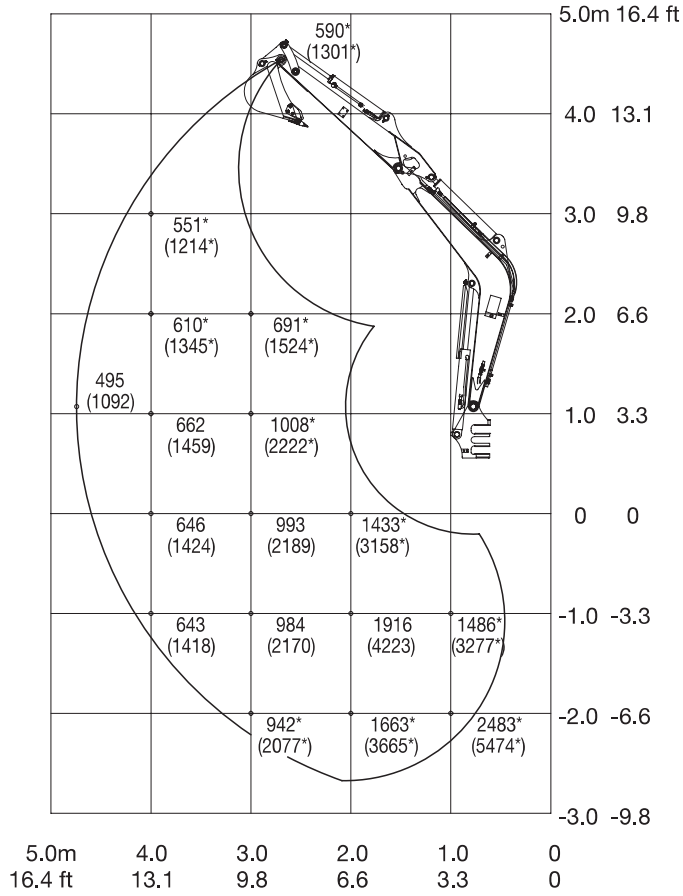 5.0m 16.4 ft
590*
(1301*)
4.0 13.1
3.0 9.8
551*
(1214*)
2.0 6.6
610* 691*
(1345*) (1524*)
495
(1092)
1.0 3.3
662 1008*
(1459) (2222*)
0 0
646 993 1433*
(1424) (2189) (3158*)
-1.0 -3.3
643 984 1916 1486*
(1418) (2170) (4223) (3277*)
-2.0 -6.6
942* 1663* 2483*
(2077*) (3665*) (5474*)
-3.0 -9.8
5.0m 4.0 3.0 2.0 1.0 0
16.4 ft 13.1 9.8 6.6 3.3 0